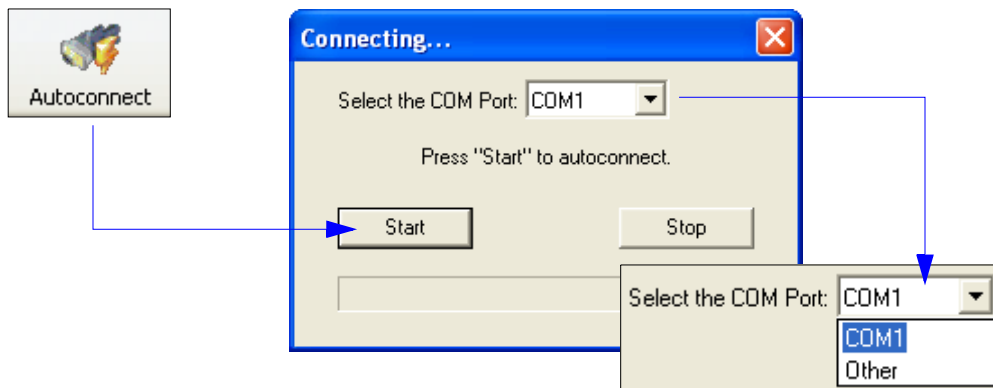 Autoconnect
Connecting...
Select the COM Port: COM1
Press "Start" to autoconnect.
Start
Stop
Select the COM Port: COM1
COM1
Other